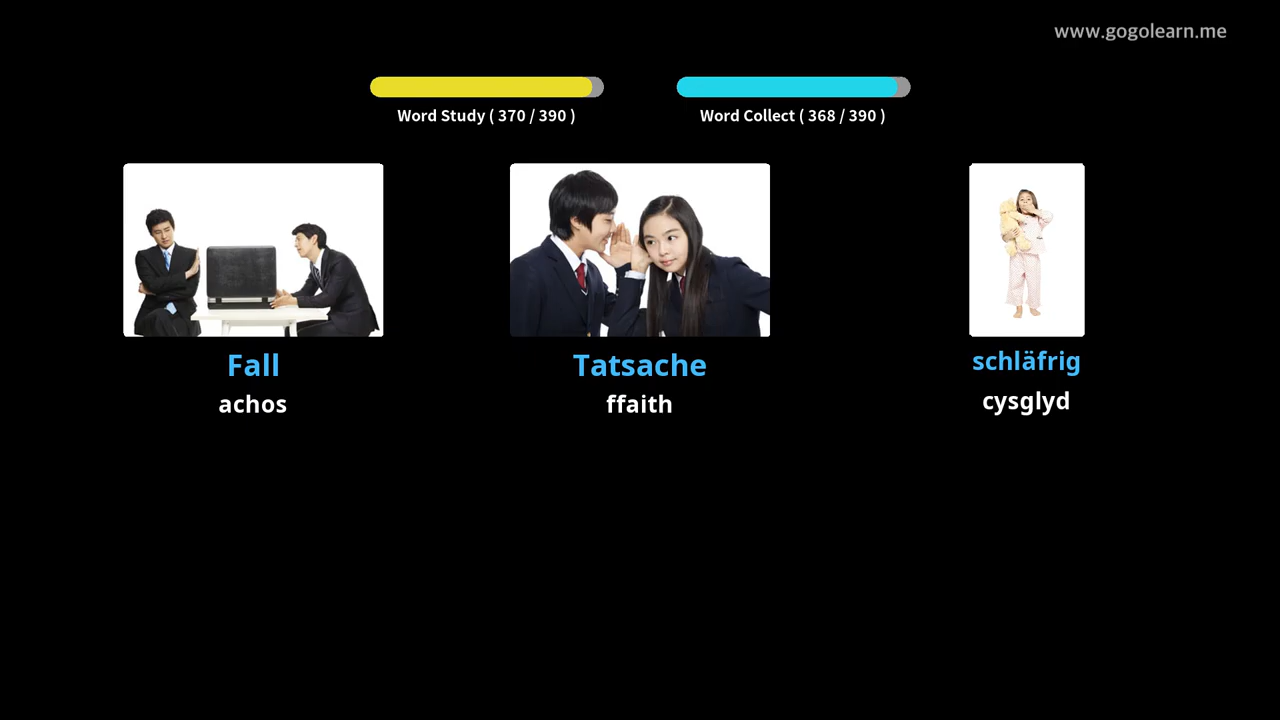 www.gogolearn.me
Word Study ( 370 / 390 )
Word Collect ( 368 / 390 )
Fall
achos
Tatsache
ffaith
schläfrig
cysglyd